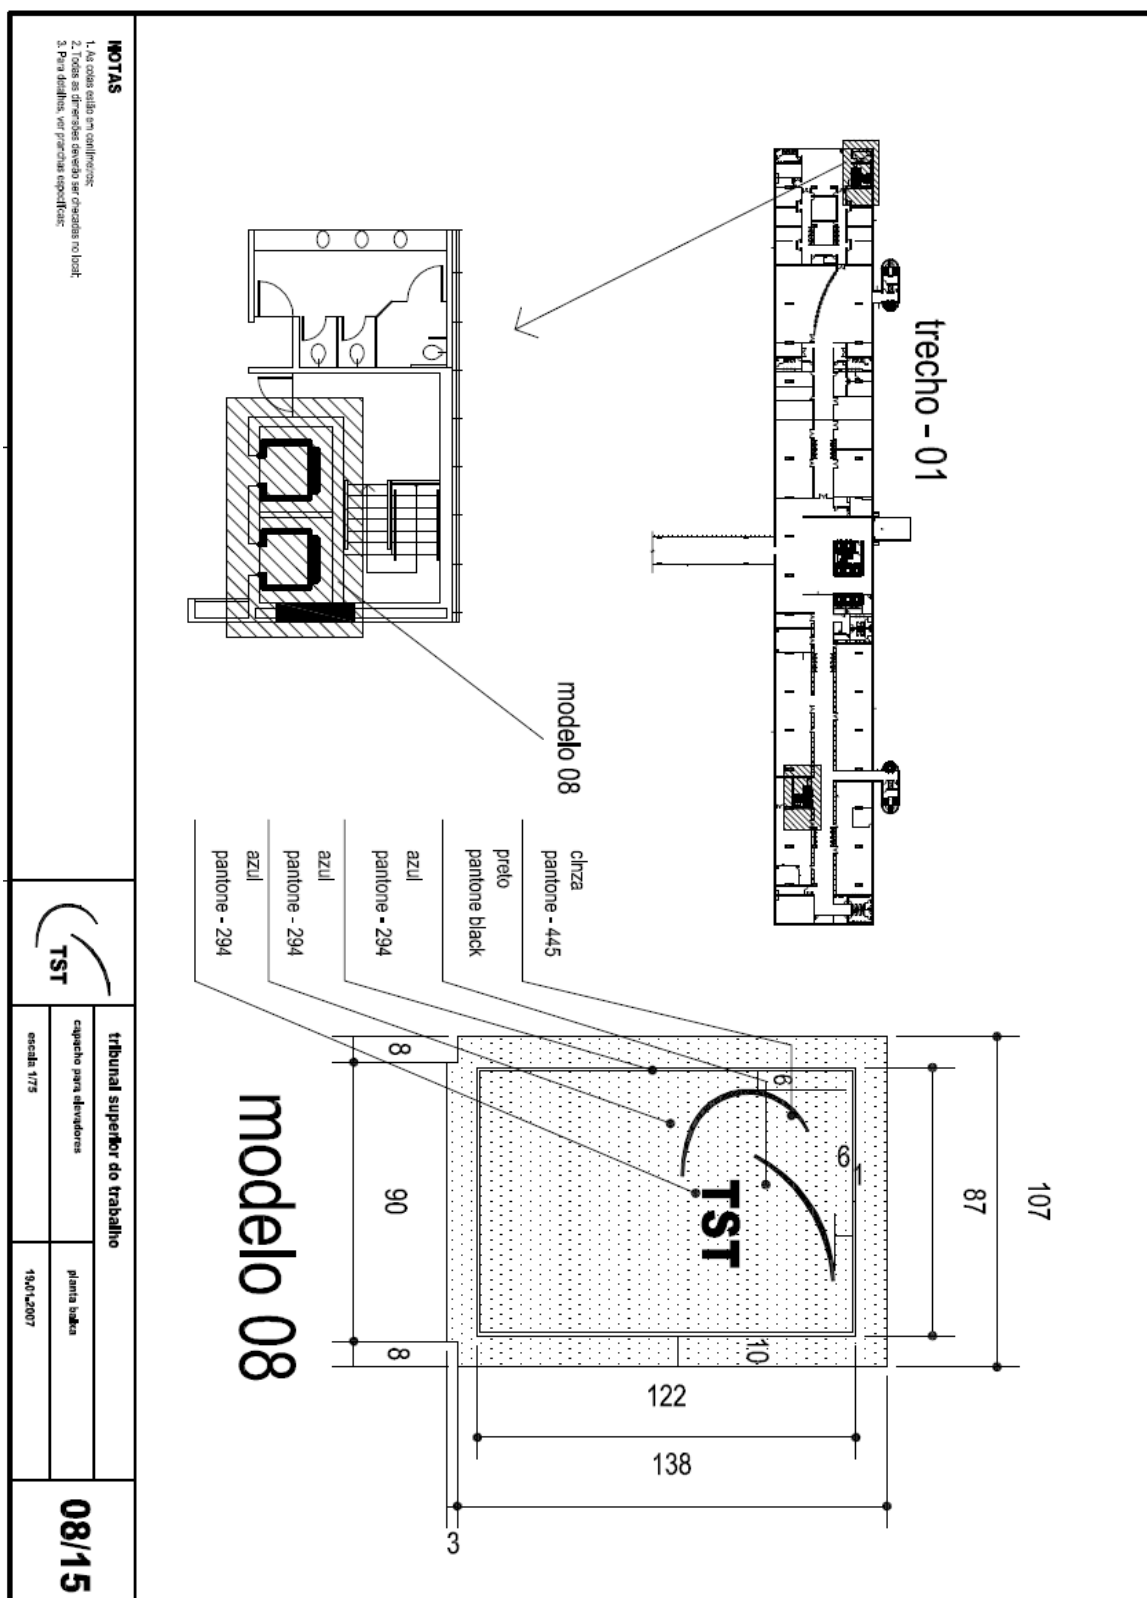 trecho - 01
modelo 08
cinza
pantone - 445
preto
pantone black
azul
pantone - 294
azul
pantone - 294
azul
pantone - 294
107
87
6
6
1
TST
10
8
90
8
122
138
3
modelo 08
NOTAS
1. As cotas estão em centímetros;
2. Todas as dimensões deverão ser checadas no local;
3. Para detalhes, ver pranchas específicas;
TST
tribunal superior do trabalho
capacho para elevadores
planta baixa
escala 1/75
19.01.2007
08/15